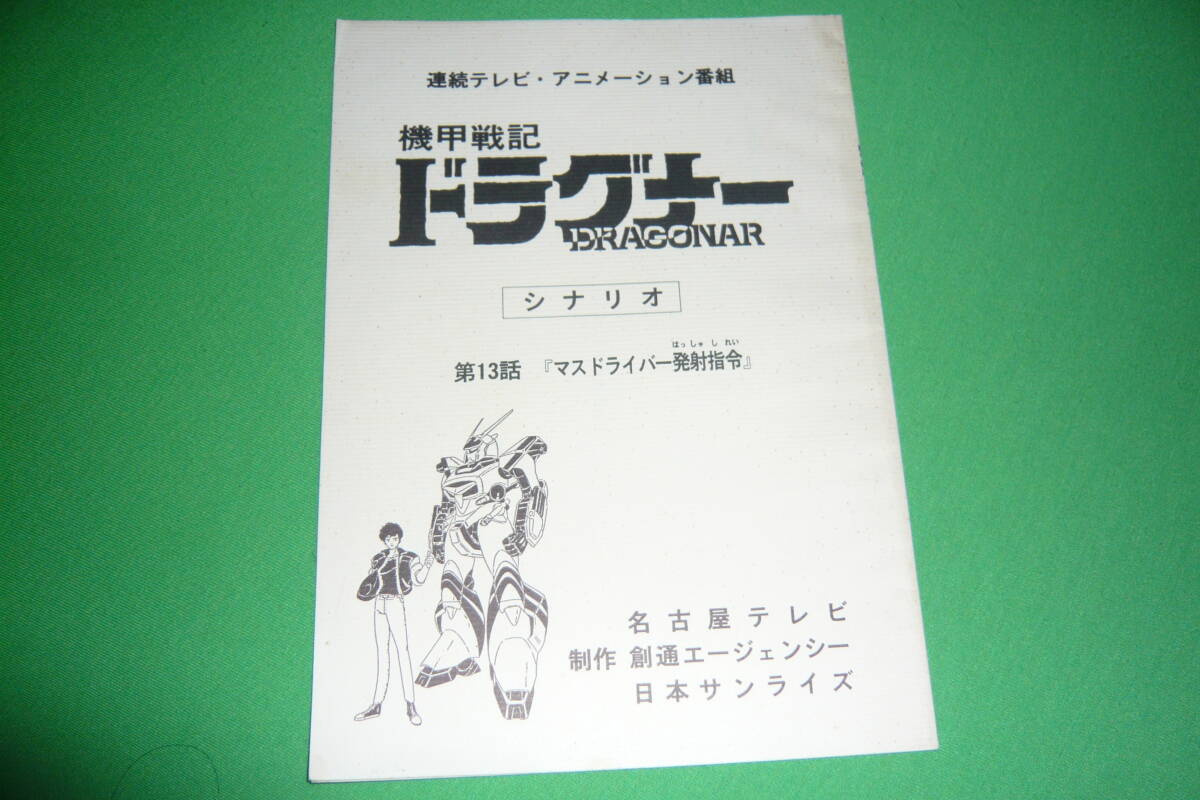 連続テレビ・アニメーション番組
機甲戦記
ドラグナー
DRAGONAR
シナリオ
はっしゃしれい
第13話 『マスドライバー発射指令』
名古屋テレビ
制作 創通エージェンシー
日本サンライズ